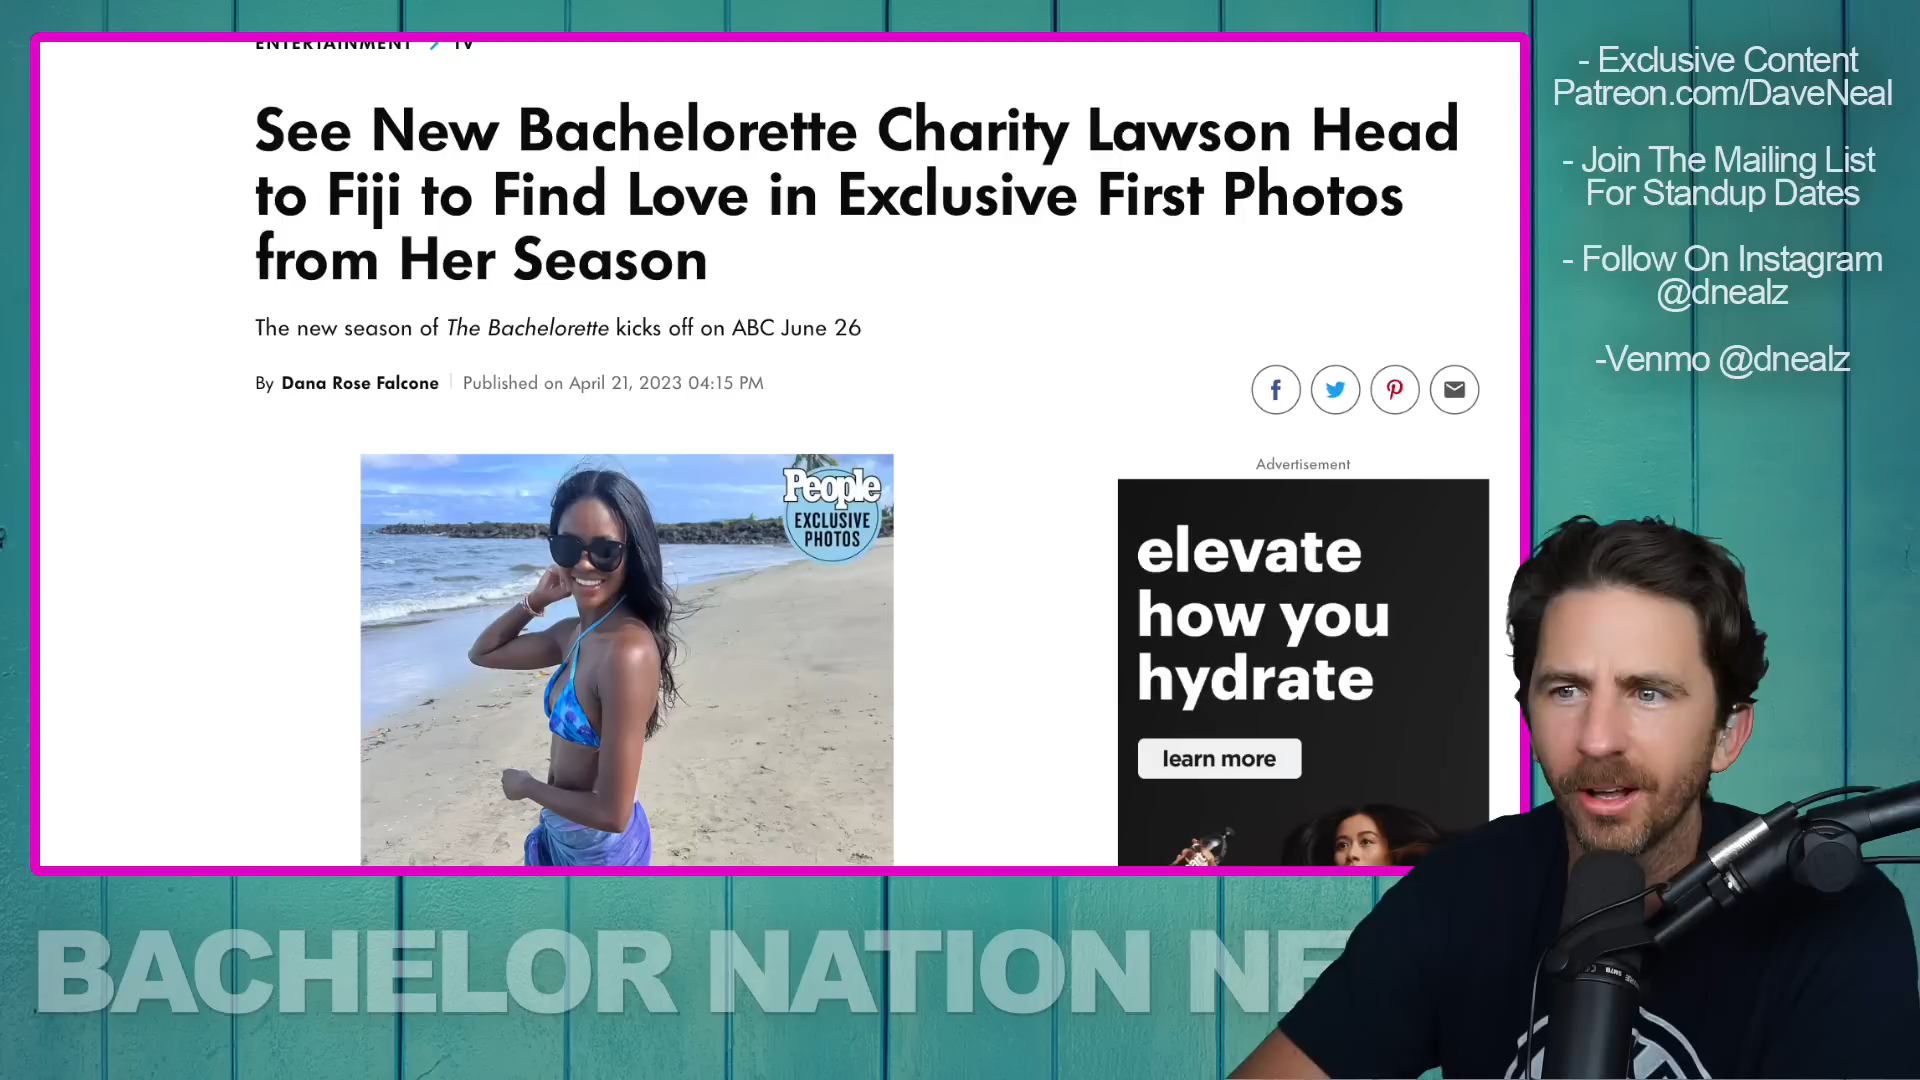 ENTERTAINMENT > TV
See New Bachelorette Charity Lawson Head
to Fiji to Find Love in Exclusive First Photos
from Her Season
The new season of The Bachelorette kicks off on ABC June 26
By Dana Rose Falcone | Published on April 21, 2023 04:15 PM
People
EXCLUSIVE
PHOTOS
Advertisement
elevate
how you
hydrate
learn more
- Exclusive Content
Patreon.com/DaveNeal
- Join The Mailing List
For Standup Dates
- Follow On Instagram
@dnealz
-Venmo @dnealz
BACHELOR NATION NE